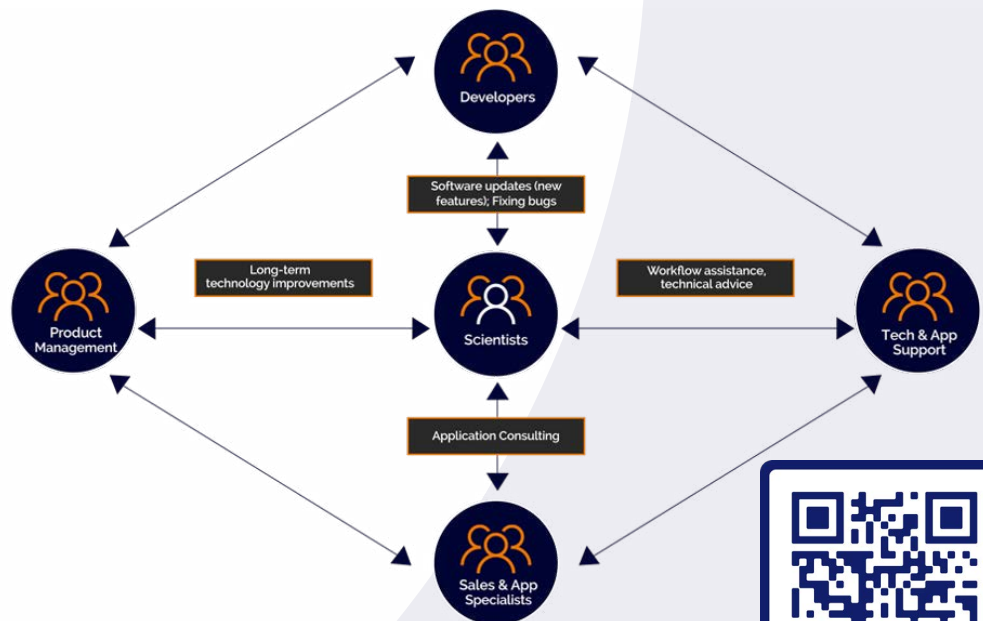 Developers
Software updates (new
features); Fixing bugs
Long-term
technology improvements
Workflow assistance,
technical advice
Product
Management
Scientists
Tech & App
Support
Application Consulting
Sales & App
Specialists